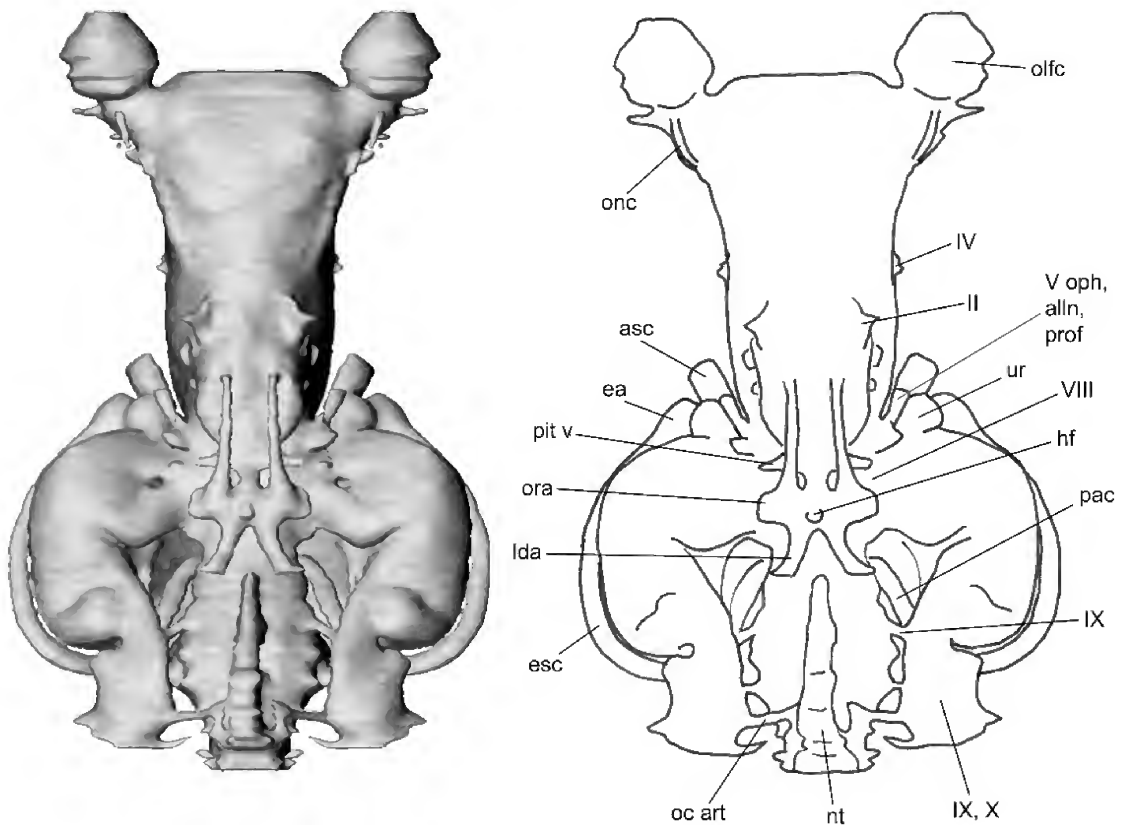 olfc
onc
IV
V oph,
alln,
prof
II
asc
ur
ea
VIII
pit v
hf
ora
pac
lda
IX
esc
oc art
nt
IX, X